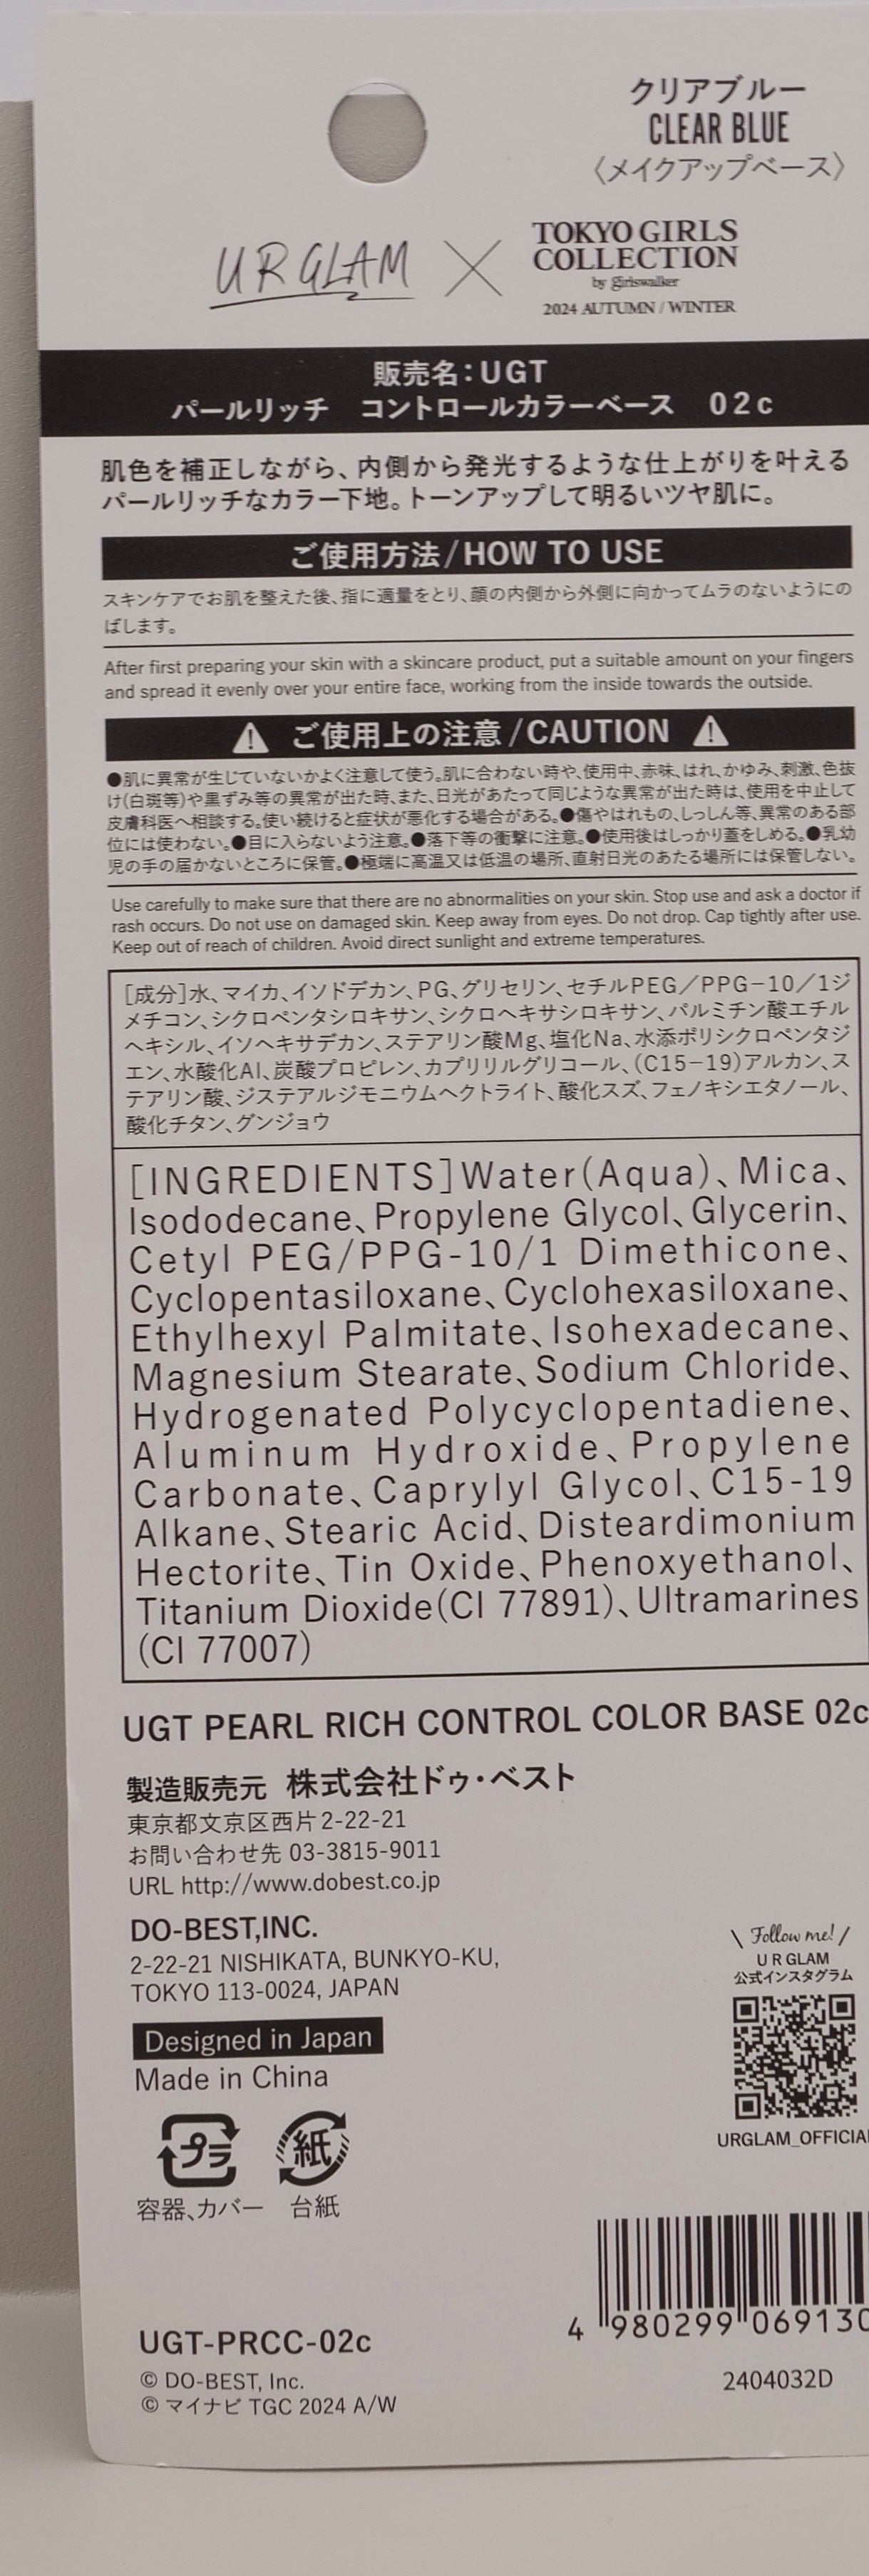 クリアブルー
CLEAR BLUE
〈メイクアップベース〉
U R GLAM × TOKYO GIRLS
COLLECTION
by girlswalker
2024 AUTUMN / WINTER
販売名：UGT
パールリッチ　コントロールカラーベース　02c
肌色を補正しながら、内側から発光するような仕上がりを叶える
パールリッチなカラー下地。トーンアップして明るいツヤ肌に。
ご使用方法/HOW TO USE
スキンケアでお肌を整えた後、指に適量をとり、顔の内側から外側に向かってムラのないようにの
ばします。
After first preparing your skin with a skincare product, put a suitable amount on your fingers
and spread it evenly over your entire face, working from the inside towards the outside.
ご使用上の注意/CAUTION
●肌に異常が生じていないかよく注意して使う。肌に合わない時や、使用中、赤味、はれ、かゆみ、刺激、色抜
け(白斑等)や黒ずみ等の異常が出た時、また、日光があたって同じような異常が出た時は、使用を中止して
皮膚科医へ相談する。使い続けると症状が悪化する場合がある。●傷やはれもの、しっしん等、異常のある部
位には使わない。●目に入らないよう注意。●落下等の衝撃に注意。●使用後はしっかり蓋をしめる。●乳幼
児の手の届かないところに保管。●極端に高温又は低温の場所、直射日光のあたる場所には保管しない。
Use carefully to make sure that there are no abnormalities on your skin. Stop use and ask a doctor if
rash occurs. Do not use on damaged skin. Keep away from eyes. Do not drop. Cap tightly after use.
Keep out of reach of children. Avoid direct sunlight and extreme temperatures.
［成分］水、マイカ、イソドデカン、PG、グリセリン、セチルPEG／PPG－10／1ジ
メチコン、シクロペンタシロキサン、シクロヘキサシロキサン、パルミチン酸エチル
ヘキシル、イソヘキサデカン、ステアリン酸Mg、塩化Na、水添ポリシクロペンタジ
エン、水酸化Al、炭酸プロピレン、カプリリルグリコール、（C15－19）アルカン、ス
テアリン酸、ジステアルジモニウムヘクトライト、酸化スズ、フェノキシエタノール、
酸化チタン、グンジョウ
［INGREDIENTS］Water(Aqua)、Mica、
Isododecane、Propylene Glycol、Glycerin、
Cetyl PEG/PPG-10/1 Dimethicone、
Cyclopentasiloxane、Cyclohexasiloxane、
Ethylhexyl Palmitate、Isohexadecane、
Magnesium Stearate、Sodium Chloride、
Hydrogenated Polycyclopentadiene、
Aluminum Hydroxide、Propylene
Carbonate、Caprylyl Glycol、C15-19
Alkane、Stearic Acid、Disteardimonium
Hectorite、Tin Oxide、Phenoxyethanol、
Titanium Dioxide(CI 77891)、Ultramarines
(CI 77007)
UGT PEARL RICH CONTROL COLOR BASE 02c
製造販売元 株式会社ドゥ・ベスト
東京都文京区西片2-22-21
お問い合わせ先 03-3815-9011
URL http://www.dobest.co.jp
DO-BEST,INC.
2-22-21 NISHIKATA, BUNKYO-KU,
TOKYO 113-0024, JAPAN
Designed in Japan
Made in China
\ Follow me! /
U R GLAM
公式インスタグラム
URGLAM_OFFICIAL
プラ 紙
容器、カバー 台紙
4 980299 069130
2404032D
UGT-PRCC-02c
© DO-BEST, Inc.
© マイナビ TGC 2024 A/W